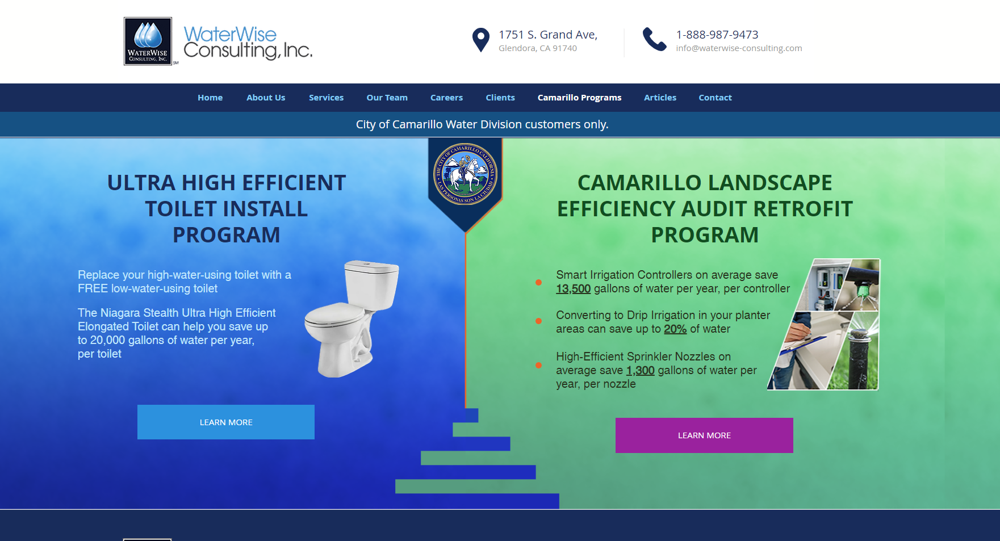 WATERWISE
CONSULTING, INC.
SM
WaterWise
Consulting, Inc.
1751 S. Grand Ave,
Glendora, CA 91740
1-888-987-9473
info@waterwise-consulting.com
Home About Us Services Our Team Careers Clients Camarillo Programs Articles Contact
City of Camarillo Water Division customers only.
THE CITY OF CAMARILLO CALIFORNIA
LAS PERSONAS SON LA CIUDAD
ULTRA HIGH EFFICIENT
TOILET INSTALL
PROGRAM
Replace your high-water-using toilet with a
FREE low-water-using toilet
The Niagara Stealth Ultra High Efficient
Elongated Toilet can help you save up
to 20,000 gallons of water per year,
per toilet
LEARN MORE
CAMARILLO LANDSCAPE
EFFICIENCY AUDIT RETROFIT
PROGRAM
Smart Irrigation Controllers on average save
13,500 gallons of water per year, per controller
Converting to Drip Irrigation in your planter
areas can save up to 20% of water
High-Efficient Sprinkler Nozzles on
average save 1,300 gallons of water per
year, per nozzle
LEARN MORE